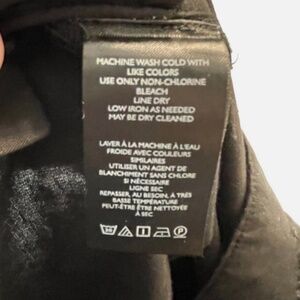 MACHINE WASH COLD WITH
LIKE COLORS
USE ONLY NON-CHLORINE
BLEACH
LINE DRY
LOW IRON AS NEEDED
MAY BE DRY CLEANED
LAVER À LA MACHINE À L'EAU
FROIDE AVEC COULEURS
SIMILAIRES
UTILISER UN AGENT DE
BLANCHIMENT SANS CHLORE
SI NÉCESSAIRE
LIGNE SEC
REPASSER, AU BESOIN, À TRÈS
BASSE TEMPÉRATURE
PEUT-ÊTRE ÊTRE NETTOYÉE
À SEC
30 P